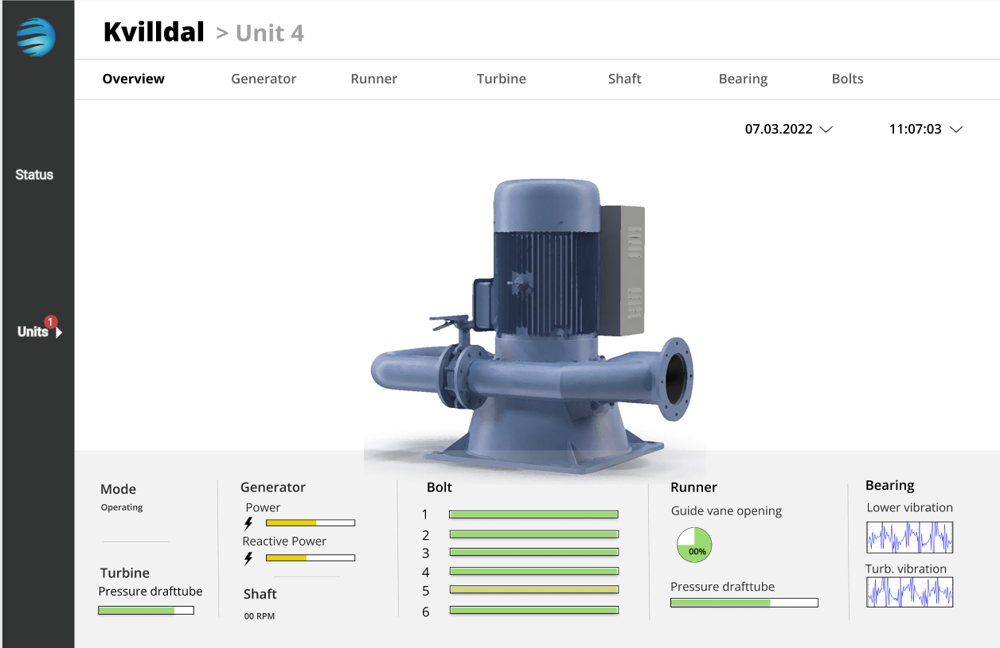 Kvilldal > Unit 4
Overview Generator Runner Turbine Shaft Bearing Bolts
07.03.2022 11:07:03
Status
Units 1
Mode
Operating
Turbine
Pressure drafttube
Generator
Power
Reactive Power
Shaft
00 RPM
Bolt
1
2
3
4
5
6
Runner
Guide vane opening
00%
Pressure drafttube
Bearing
Lower vibration
Turb. vibration